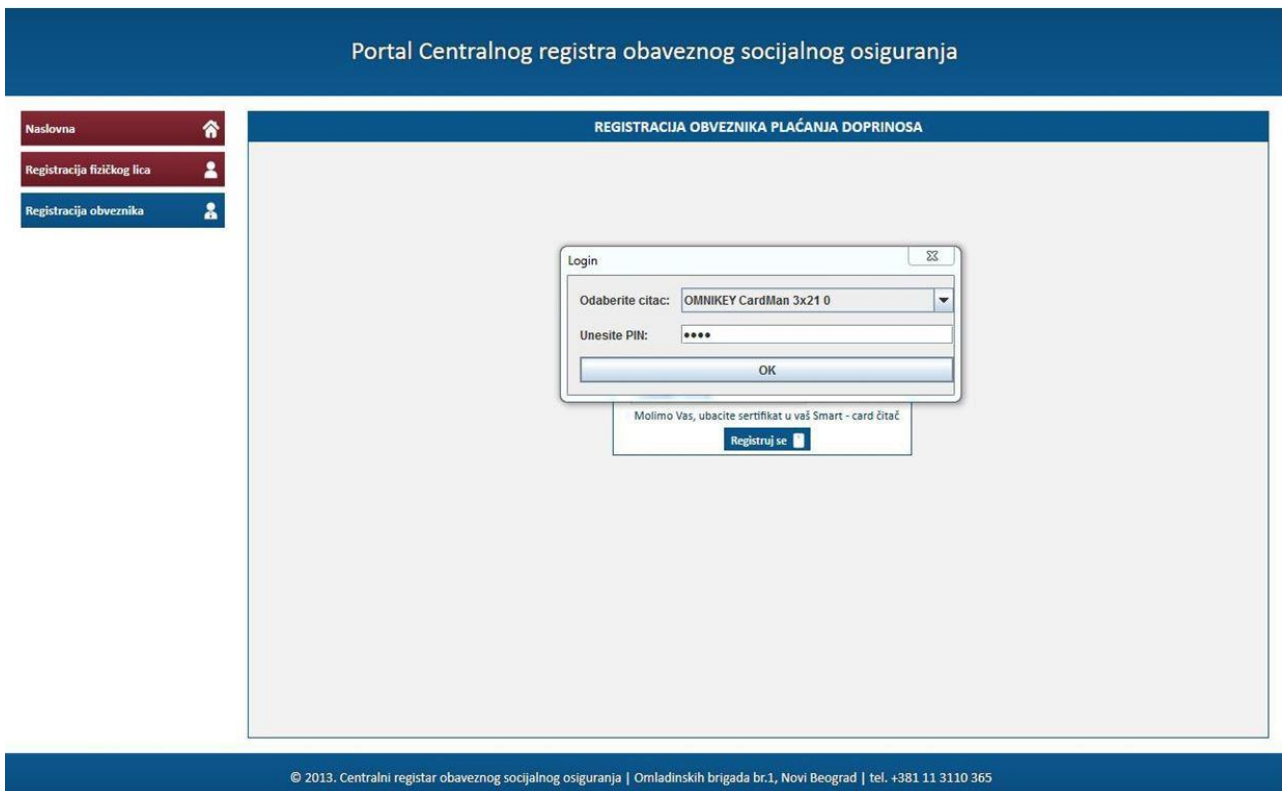 Portal Centralnog registra obaveznog socijalnog osiguranja
Naslovna
Registracija fizičkog lica
Registracija obveznika
REGISTRACIJA OBVEZNIKA PLAĆANJA DOPRINOSA
Login
Odaberite citac: OMNIKEY CardMan 3x21 0
Unesite PIN: ••••
OK
Molimo Vas, ubacite sertifikat u vaš Smart - card čitač
Registruj se
© 2013. Centralni registar obaveznog socijalnog osiguranja | Omladinskih brigada br.1, Novi Beograd | tel. +381 11 3110 365